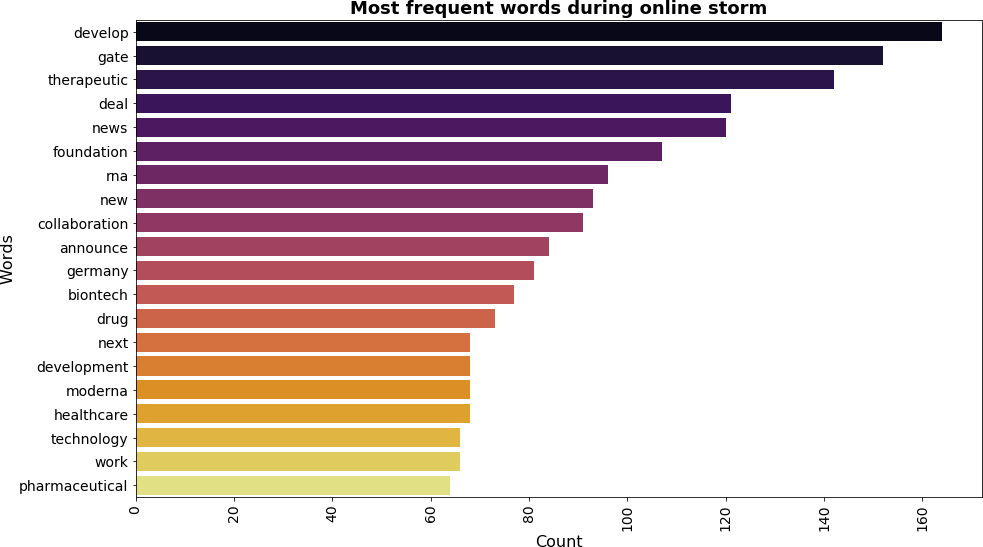 Most frequent words during online storm
develop
gate
therapeutic
deal
news
foundation
rna
new
collaboration
announce
germany
biontech
drug
next
development
moderna
healthcare
technology
work
pharmaceutical
Words
0 20 40 60 80 100 120 140 160
Count